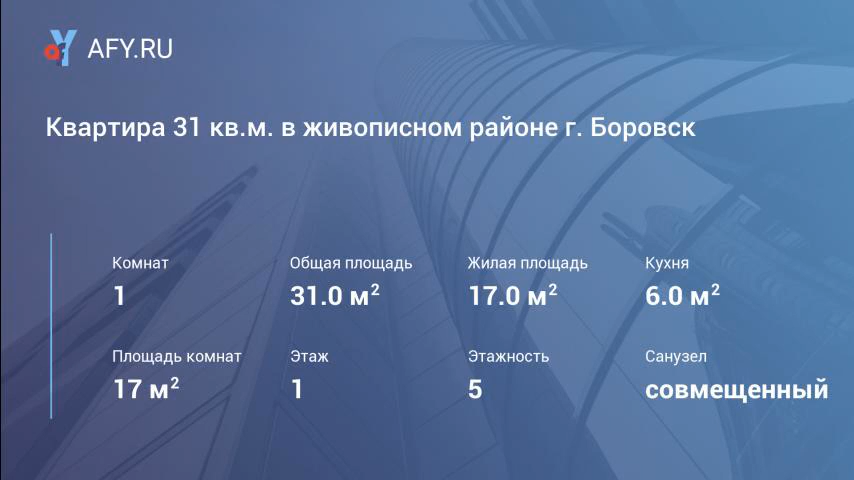 AFY.RU
Квартира 31 кв.м. в живописном районе г. Боровск
Комнат
1
Общая площадь
31.0 м²
Жилая площадь
17.0 м²
Кухня
6.0 м²
Площадь комнат
17 м²
Этаж
1
Этажность
5
Санузел
совмещенный